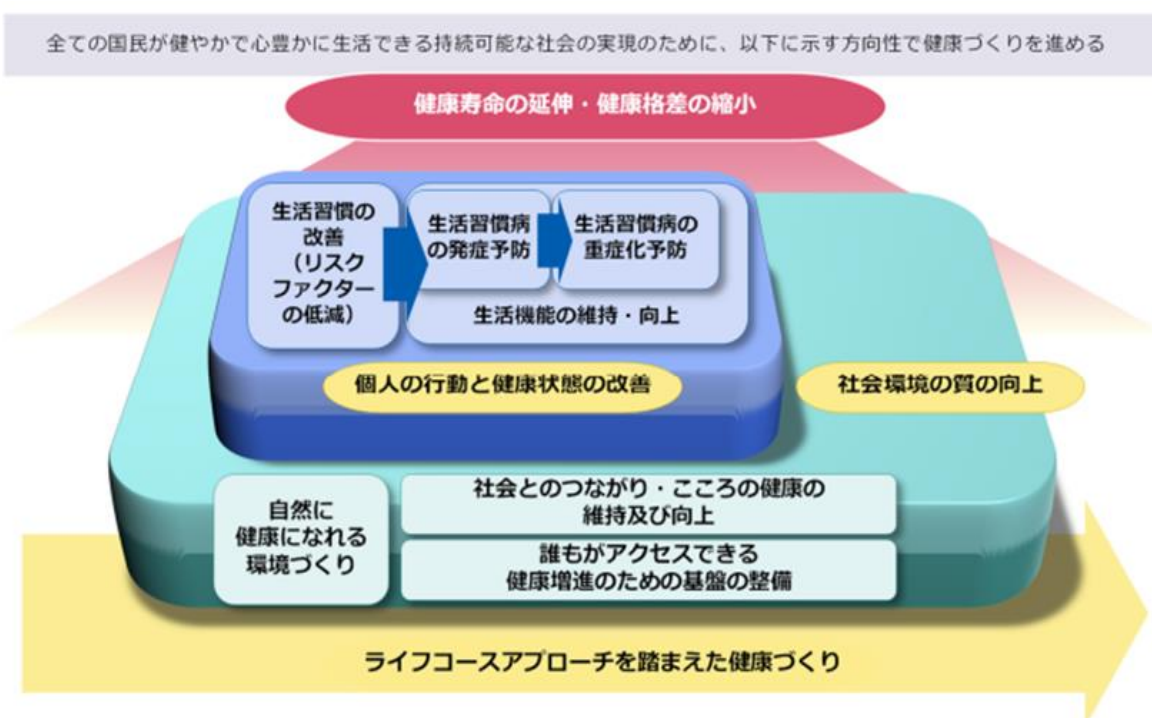 全ての国民が健やかで心豊かに生活できる持続可能な社会の実現のために、以下に示す方向性で健康づくりを進める
健康寿命の延伸・健康格差の縮小
生活習慣の
改善
（リスク
ファクター
の低減）
生活習慣病
の発症予防
生活習慣病の
重症化予防
生活機能の維持・向上
個人の行動と健康状態の改善
社会環境の質の向上
自然に
健康になれる
環境づくり
社会とのつながり・こころの健康の
維持及び向上
誰もがアクセスできる
健康増進のための基盤の整備
ライフコースアプローチを踏まえた健康づくり